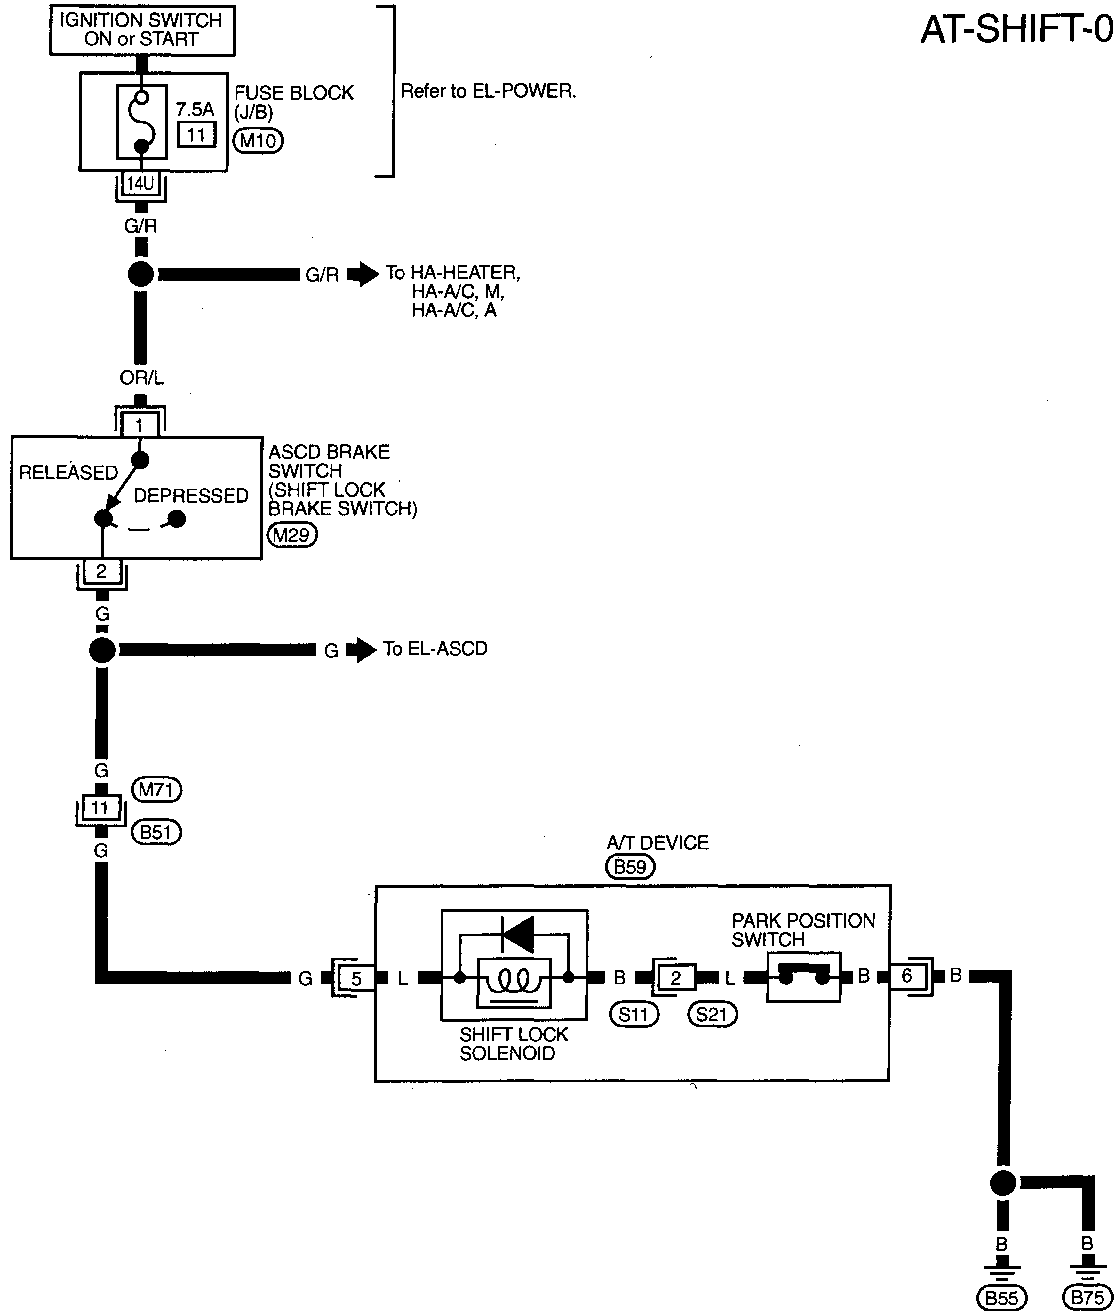 AT-SHIFT-0
IGNITION SWITCH
ON or START
FUSE BLOCK
(J/B)
M10
7.5A
11
Refer to EL-POWER.
14U
G/R
G/R
To HA-HEATER,
HA-A/C, M,
HA-A/C, A
OR/L
1
RELEASED
DEPRESSED
ASCD BRAKE
SWITCH
(SHIFT LOCK
BRAKE SWITCH)
M29
2
G
G
To EL-ASCD
G
M71
11
B51
G
A/T DEVICE
B59
PARK POSITION
SWITCH
G
5
L
B
2
L
B
6
B
S11
S21
SHIFT LOCK
SOLENOID
B
B
B55
B75